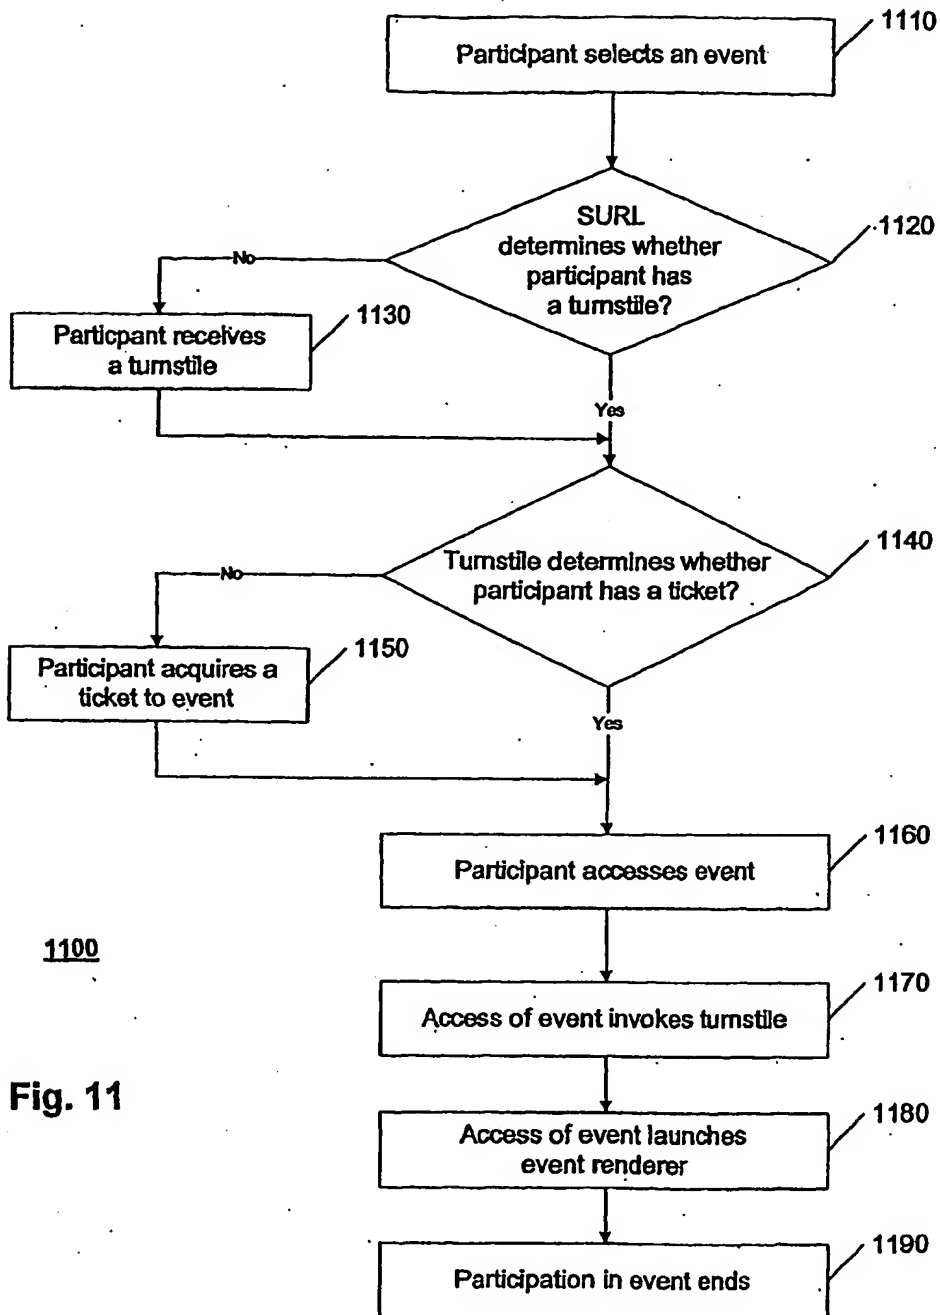 1110
Participant selects an event
SURL
determines whether
participant has
a turnstile?
1120
No
1130
Particpant receives
a turnstile
Yes
1140
Turnstile determines whether
participant has a ticket?
No
1150
Participant acquires a
ticket to event
Yes
1160
Participant accesses event
1100
1170
Access of event invokes turnstile
Fig. 11
1180
Access of event launches
event renderer
1190
Participation in event ends